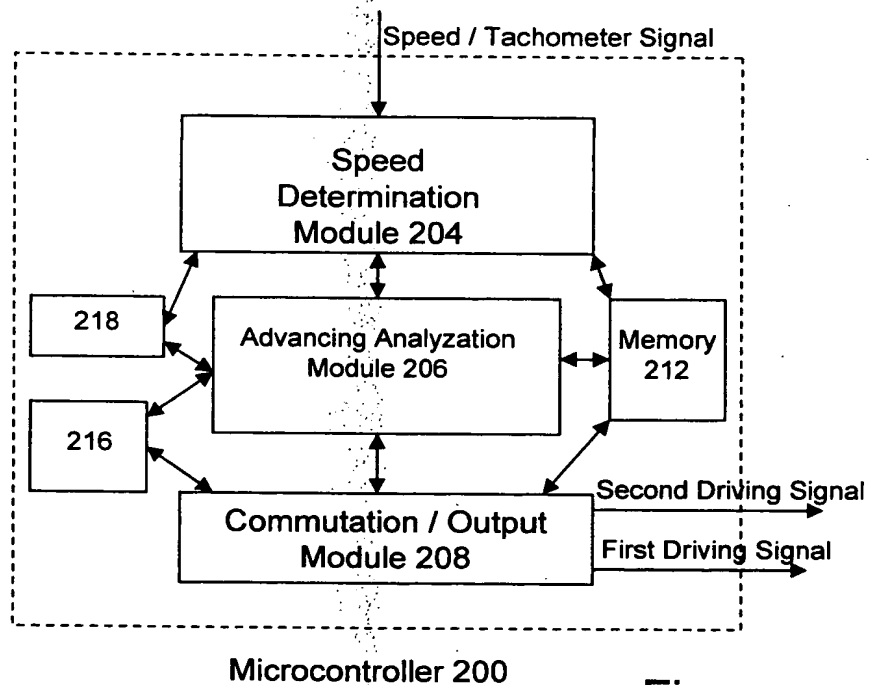 Speed / Tachometer Signal
Speed
Determination
Module 204
218
Advancing Analyzation
Module 206
Memory
212
216
Second Driving Signal
Commutation / Output
Module 208
First Driving Signal
Microcontroller 200